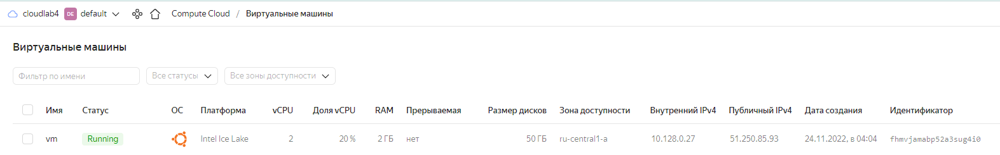 cloudlab4 DE default Compute Cloud / Виртуальные машины
Виртуальные машины
Фильтр по имени Все статусы Все зоны доступности
Имя Статус ОС Платформа vCPU Доля vCPU RAM Прерываемая Размер дисков Зона доступности Внутренний IPv4 Публичный IPv4 Дата создания Идентификатор
vm Running Intel Ice Lake 2 20 % 2 ГБ нет 50 ГБ ru-central1-a 10.128.0.27 51.250.85.93 24.11.2022, в 04:04 fhmvjamabp52a3sug4i0